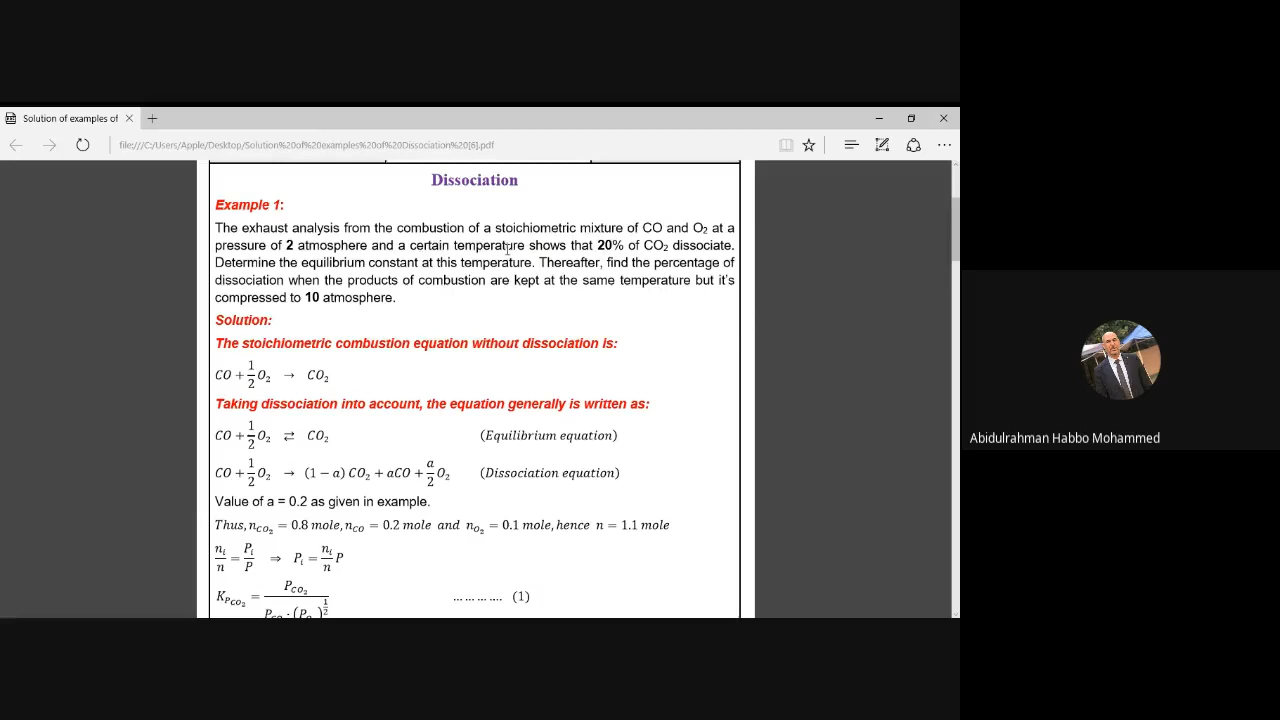 Solution of examples of
file:///C:/Users/Apple/Desktop/Solution%20of%20examples%20of%20Dissociation%20[6].pdf
Dissociation
Example 1:
The exhaust analysis from the combustion of a stoichiometric mixture of CO and O₂ at a
pressure of 2 atmosphere and a certain temperature shows that 20% of CO₂ dissociate.
Determine the equilibrium constant at this temperature. Thereafter, find the percentage of
dissociation when the products of combustion are kept at the same temperature but it's
compressed to 10 atmosphere.
Solution:
The stoichiometric combustion equation without dissociation is:
CO + 1/2 O₂ → CO₂
Taking dissociation into account, the equation generally is written as:
CO + 1/2 O₂ ⇄ CO₂ (Equilibrium equation)
CO + 1/2 O₂ → (1 − a) CO₂ + aCO + a/2 O₂ (Dissociation equation)
Value of a = 0.2 as given in example.
Thus, n_CO₂ = 0.8 mole, n_CO = 0.2 mole and n_O₂ = 0.1 mole, hence n = 1.1 mole
n_i/n = P_i/P ⇒ P_i = n_i/n P
K_P_CO₂ = P_CO₂ / P_CO · (P_O₂)^1/2 … … … …. (1)
Abidulrahman Habbo Mohammed